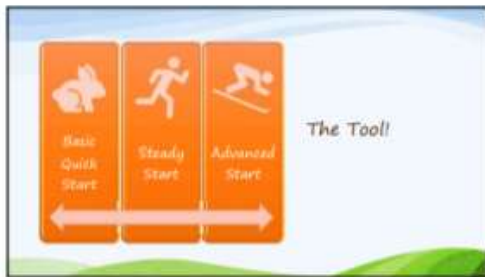 Basic
Quick
Start
Steady
Start
Advanced
Start
The Tool!